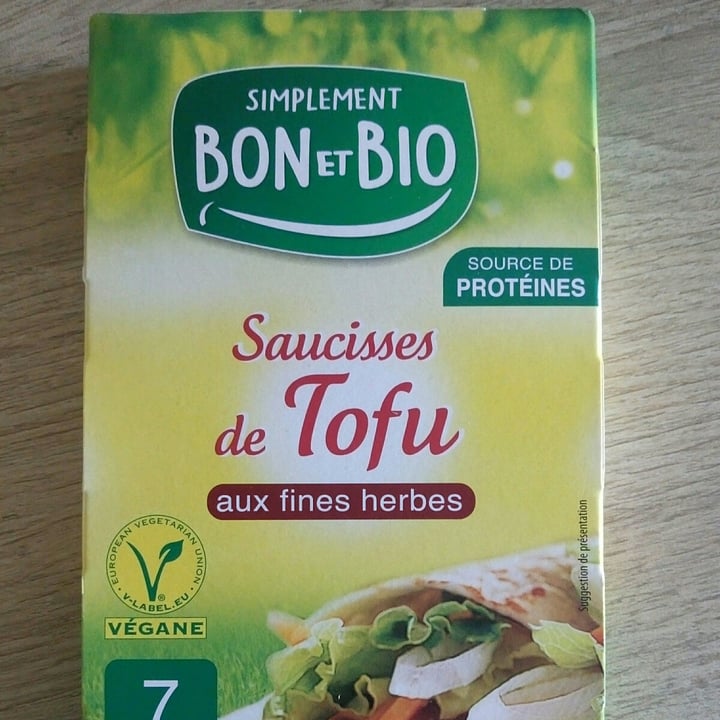 SIMPLEMENT
BON ET BIO
SOURCE DE
PROTÉINES
Saucisses
de Tofu
aux fines herbes
EUROPEAN VEGETARIAN UNION
V-LABEL.EU
®
VÉGANE
7
Suggestion de présentation